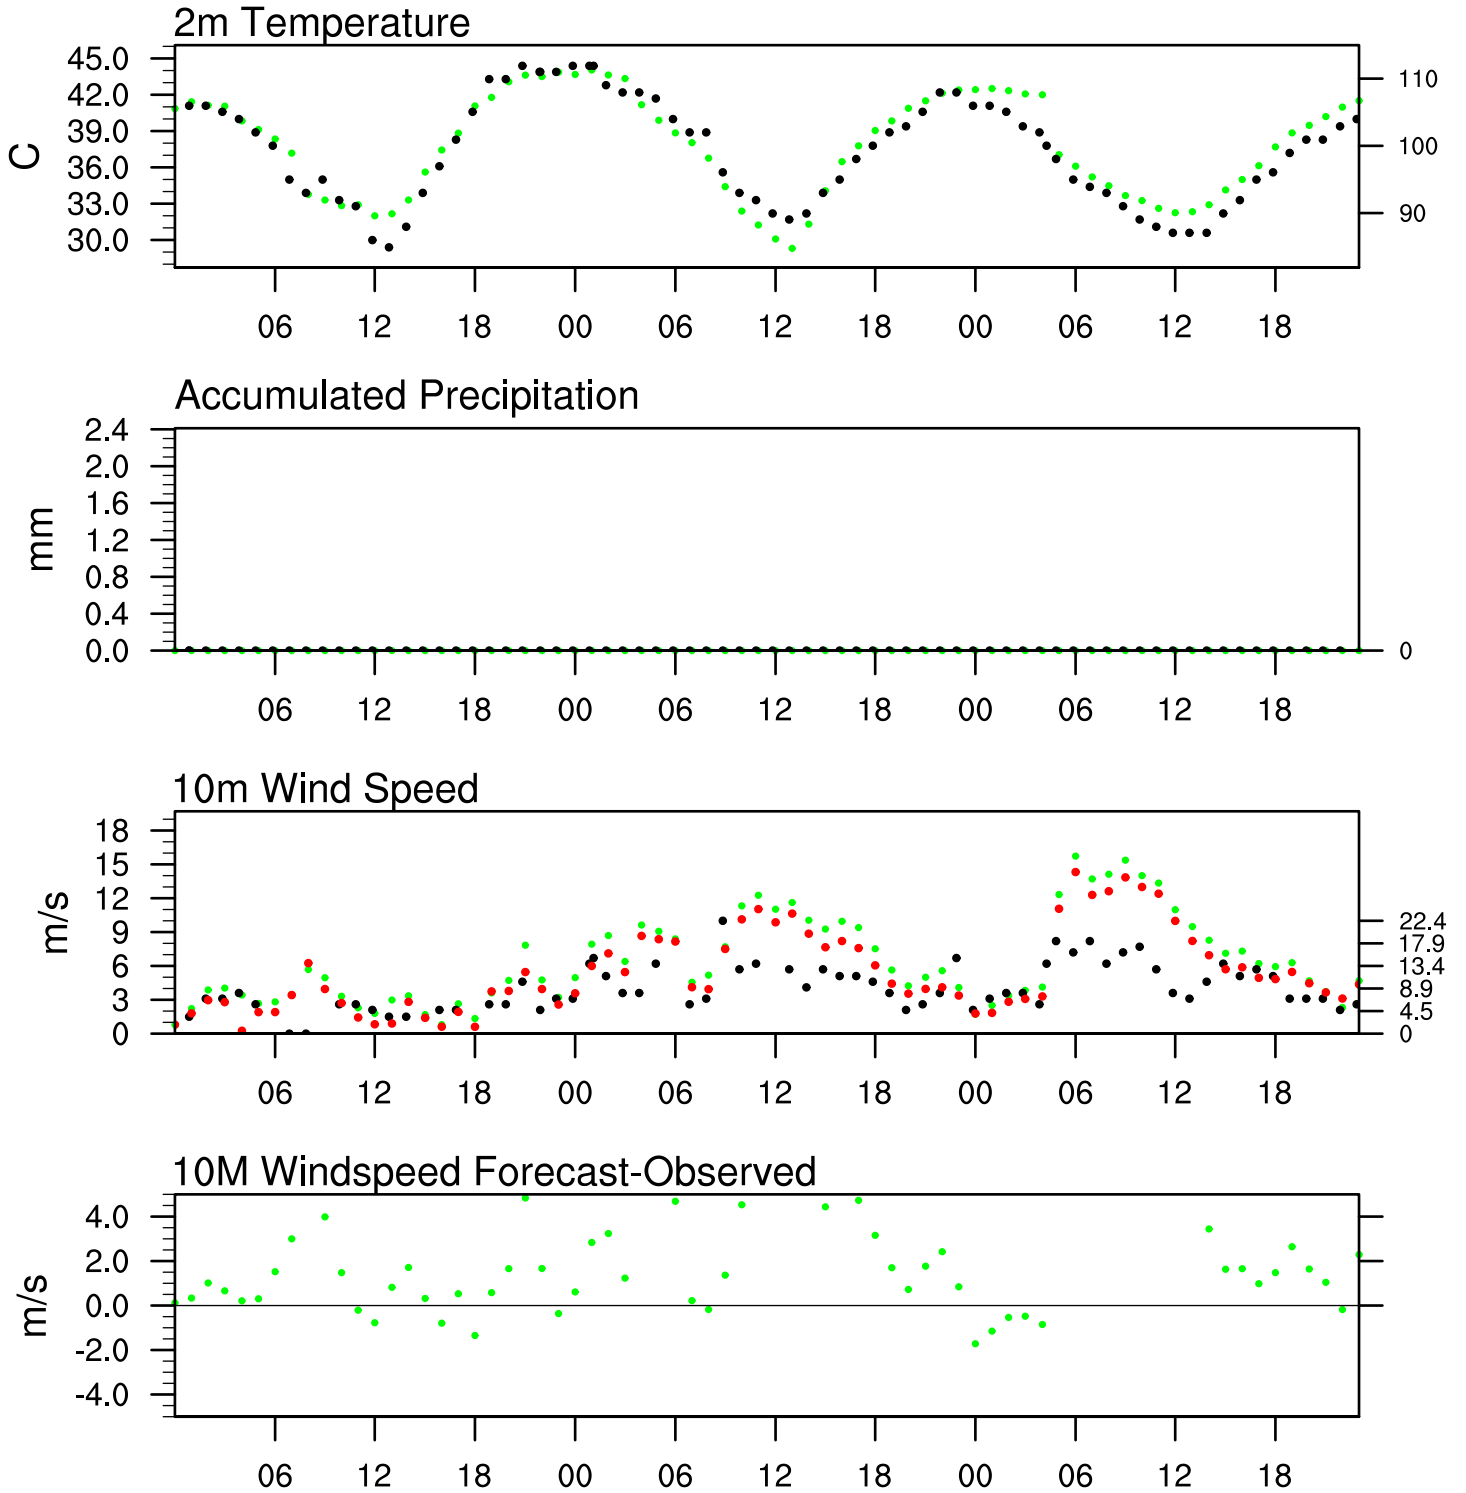 2m Temperature
45.0
42.0
39.0
36.0
33.0
30.0
C
110
100
90
06 12 18 00 06 12 18 00 06 12 18
Accumulated Precipitation
2.4
2.0
1.6
1.2
0.8
0.4
0.0
mm
0
06 12 18 00 06 12 18 00 06 12 18
10m Wind Speed
18
15
12
9
6
3
0
m/s
22.4
17.9
13.4
8.9
4.5
0
06 12 18 00 06 12 18 00 06 12 18
10M Windspeed Forecast-Observed
4.0
2.0
0.0
-2.0
-4.0
m/s
06 12 18 00 06 12 18 00 06 12 18